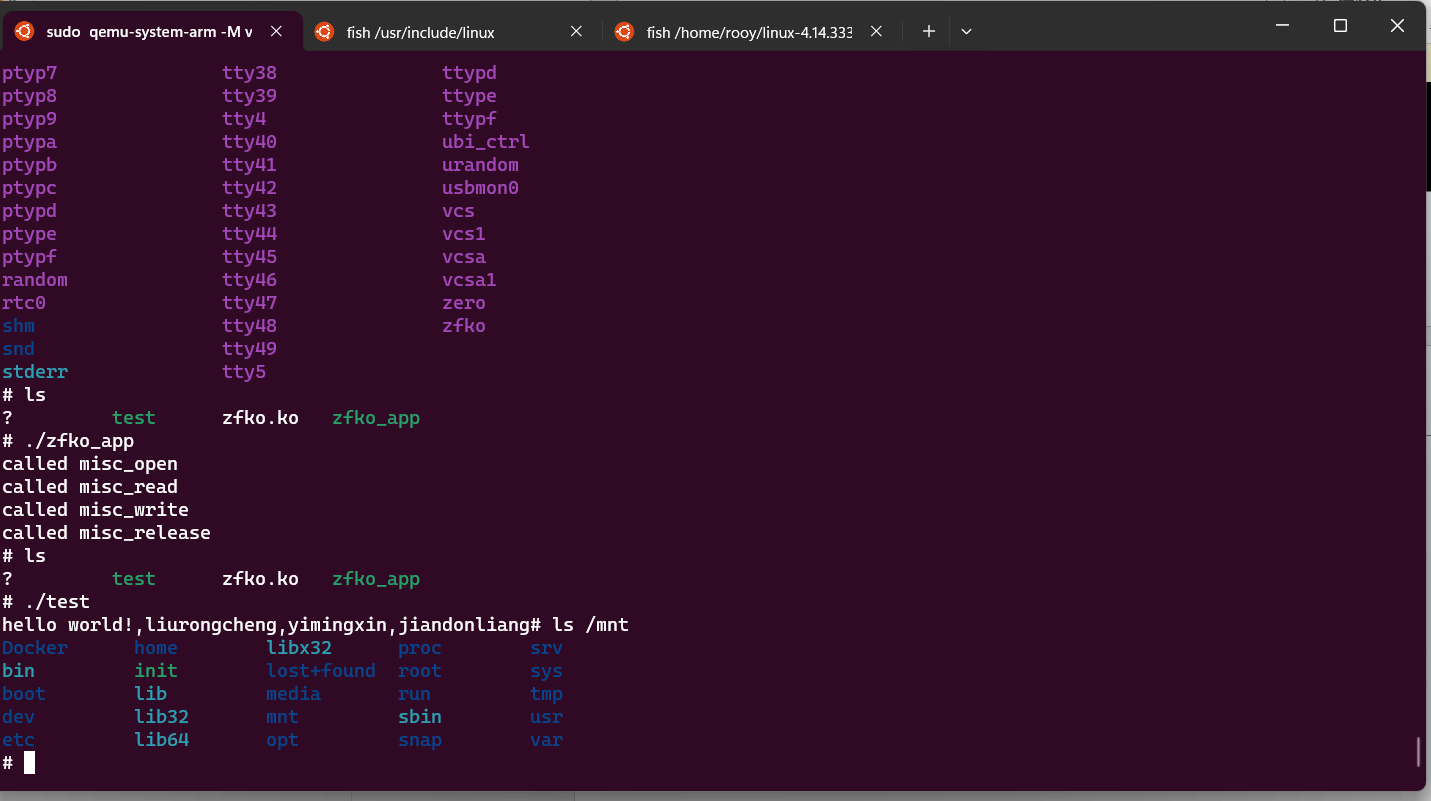 sudo  qemu-system-arm -M v fish /usr/include/linux fish /home/rooy/linux-4.14.333
ptyp7 tty38 ttypd
ptyp8 tty39 ttype
ptyp9 tty4 ttypf
ptypa tty40 ubi_ctrl
ptypb tty41 urandom
ptypc tty42 usbmon0
ptypd tty43 vcs
ptype tty44 vcs1
ptypf tty45 vcsa
random tty46 vcsa1
rtc0 tty47 zero
shm tty48 zfko
snd tty49
stderr tty5
# ls
? test zfko.ko zfko_app
# ./zfko_app
called misc_open
called misc_read
called misc_write
called misc_release
# ls
? test zfko.ko zfko_app
# ./test
hello world!,liurongcheng,yimingxin,jiandonliang# ls /mnt
Docker home libx32 proc srv
bin init lost+found root sys
boot lib media run tmp
dev lib32 mnt sbin usr
etc lib64 opt snap var
#